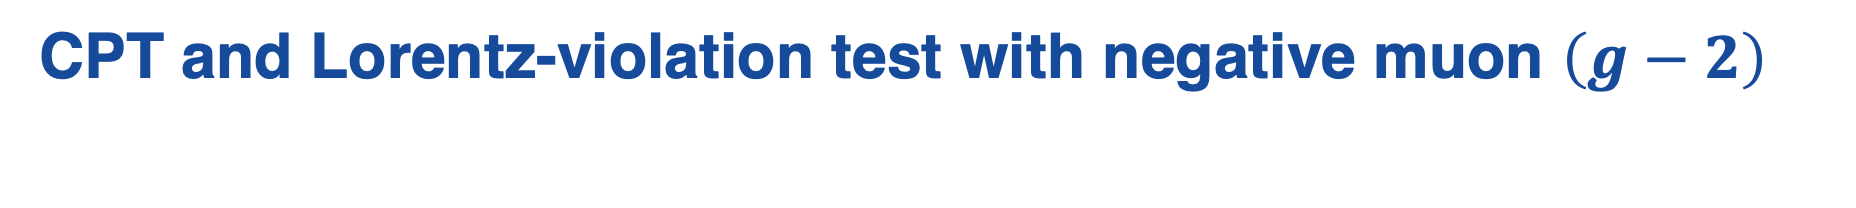 CPT and Lorentz-violation test with negative muon (g − 2)